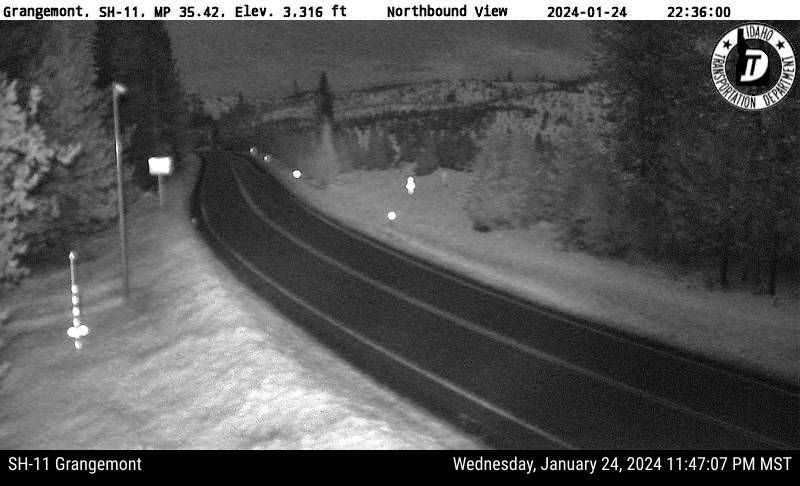 Grangemont, SH-11, MP 35.42, Elev. 3,316 ft Northbound View 2024-01-24 22:36:00
IDAHO
TRANSPORTATION DEPARTMENT
SH-11 Grangemont Wednesday, January 24, 2024 11:47:07 PM MST